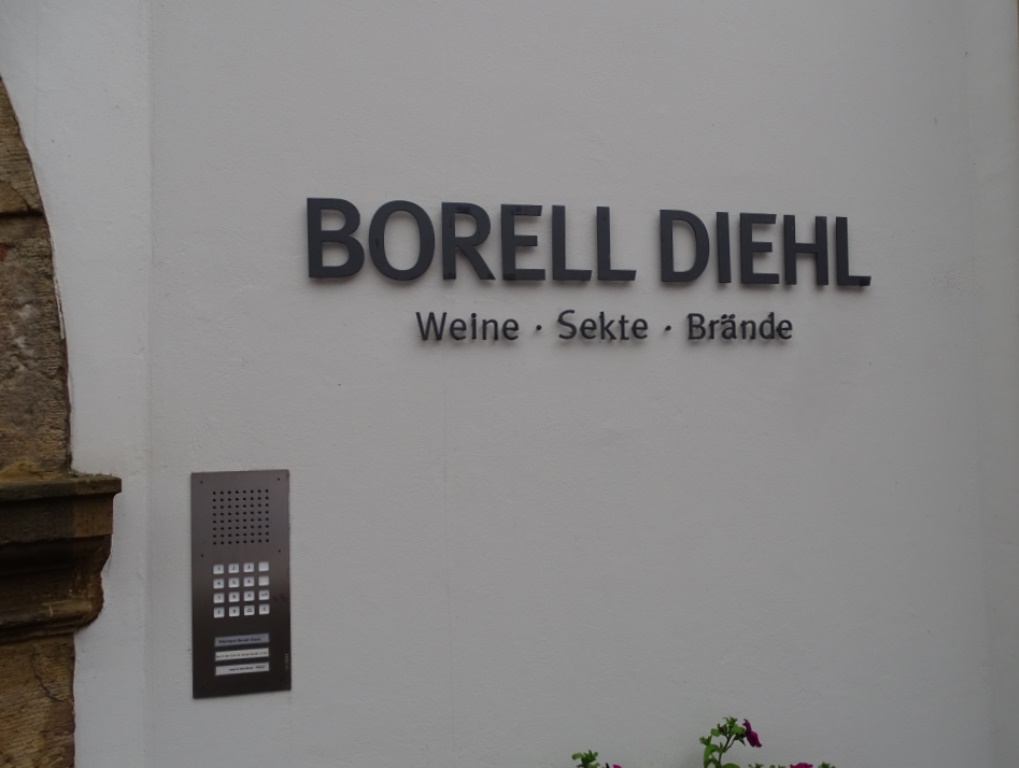 BORELL DIEHL
Weine · Sekte · Brände